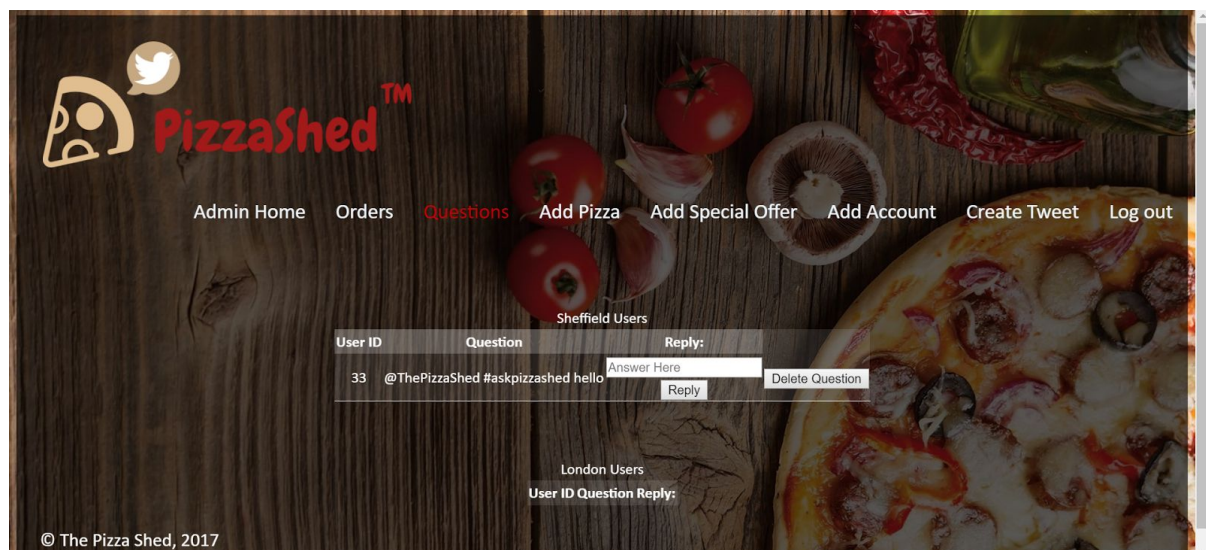 PizzaShed™
Admin Home Orders Questions Add Pizza Add Special Offer Add Account Create Tweet Log out
Sheffield Users
User ID Question Reply:
33 @ThePizzaShed #askpizzashed hello Answer Here Delete Question
Reply
London Users
User ID Question Reply:
© The Pizza Shed, 2017